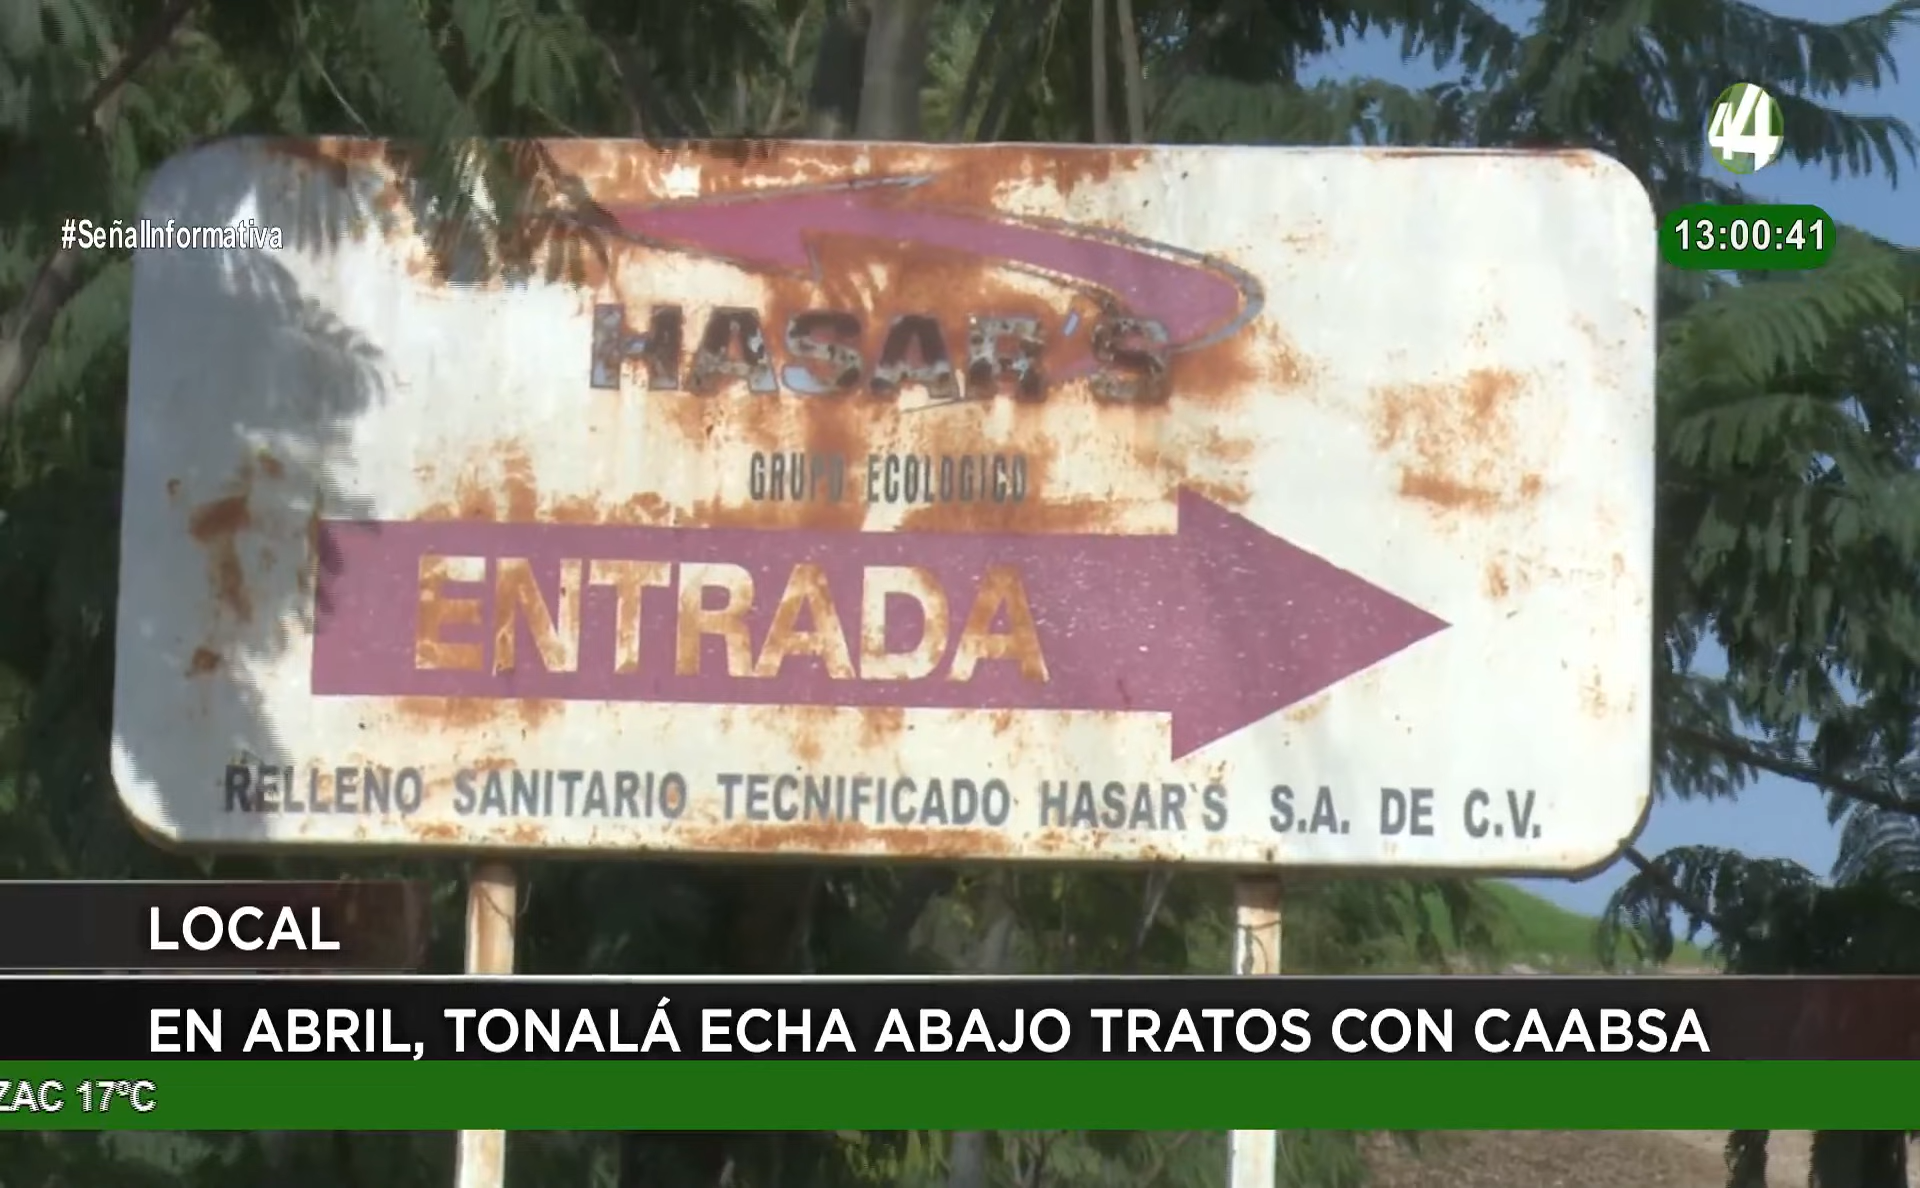 44
#SeñalInformativa
13:00:41
HASAR'S
GRUPO ECOLOGICO
ENTRADA
RELLENO SANITARIO TECNIFICADO HASAR'S S.A. DE C.V.
LOCAL
EN ABRIL, TONALÁ ECHA ABAJO TRATOS CON CAABSA
ZAC 17°C